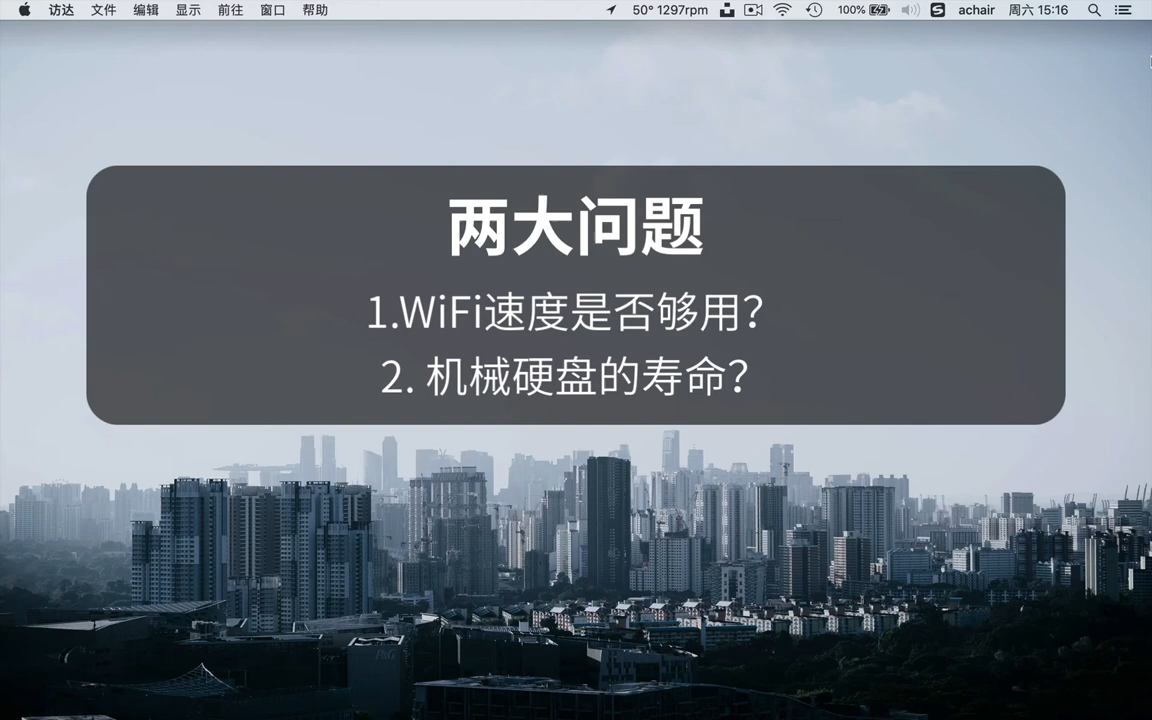 访达 文件 编辑 显示 前往 窗口 帮助 50° 1297rpm 100% achair 周六 15:16
两大问题
1.WiFi速度是否够用?
2. 机械硬盘的寿命?